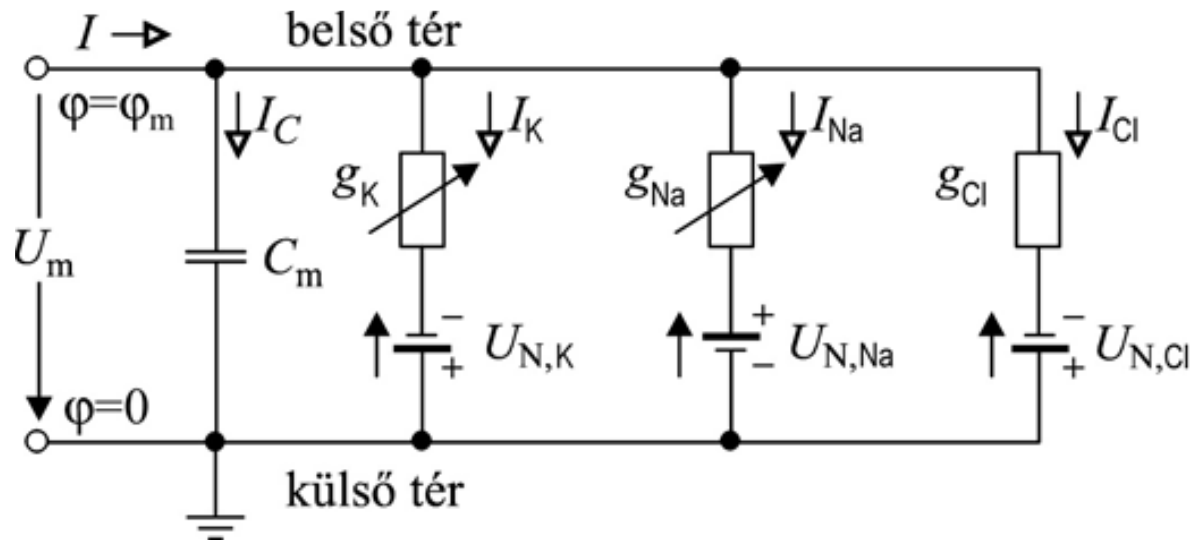 I
belső tér
φ=φm
IC
IK
INa
ICl
gK
gNa
gCl
Um
Cm
−
+
UN,K
+
−
UN,Na
−
+
UN,Cl
φ=0
külső tér